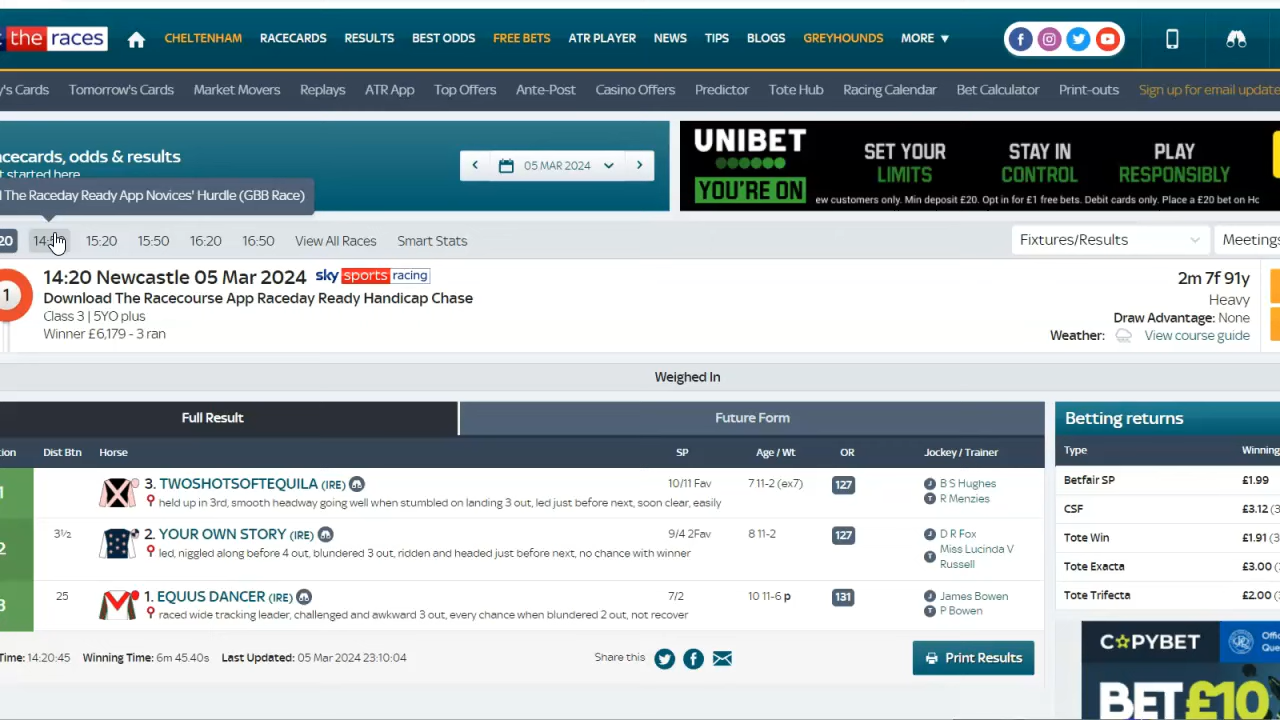 the races
CHELTENHAM RACECARDS RESULTS BEST ODDS FREE BETS ATR PLAYER NEWS TIPS BLOGS GREYHOUNDS MORE
y's Cards Tomorrow's Cards Market Movers Replays ATR App Top Offers Ante-Post Casino Offers Predictor Tote Hub Racing Calendar Bet Calculator Print-outs Sign up for email update
cecards, odds & results
t started here
05 MAR 2024
UNIBET
YOU'RE ON
SET YOUR LIMITS
STAY IN CONTROL
PLAY RESPONSIBLY
ew customers only. Min deposit £20. Opt in for £1 free bets. Debit cards only. Place a £20 bet on Ho
The Raceday Ready App Novices' Hurdle (GBB Race)
20 15:20 15:50 16:20 16:50 View All Races Smart Stats
Fixtures/Results Meetings
1
14:20 Newcastle 05 Mar 2024 sky sports racing
Download The Racecourse App Raceday Ready Handicap Chase
Class 3 | 5YO plus
Winner £6,179 - 3 ran
2m 7f 91y
Heavy
Draw Advantage: None
Weather: View course guide
Weighed In
Full Result Future Form
tion Dist Btn Horse SP Age / Wt OR Jockey / Trainer
1 3. TWOSHOTSOFTEQUILA (IRE) 10/11 Fav 7 11-2 (ex7) 127 J B S Hughes
held up in 3rd, smooth headway going well when stumbled on landing 3 out, led just before next, soon clear, easily T R Menzies
2 3½ 2. YOUR OWN STORY (IRE) 9/4 2Fav 8 11-2 127 J D R Fox
led, niggled along before 4 out, blundered 3 out, ridden and headed just before next, no chance with winner T Miss Lucinda V Russell
3 25 1. EQUUS DANCER (IRE) 7/2 10 11-6 p 131 J James Bowen
raced wide tracking leader, challenged and awkward 3 out, every chance when blundered 2 out, not recover T P Bowen
Time: 14:20:45 Winning Time: 6m 45.40s Last Updated: 05 Mar 2024 23:10:04
Share this
Print Results
Betting returns
Type Winning
Betfair SP £1.99
CSF £3.12 (3
Tote Win £1.91 (3
Tote Exacta £3.00 (
Tote Trifecta £2.00 (
COPYBET
Offic
Que
BET £10